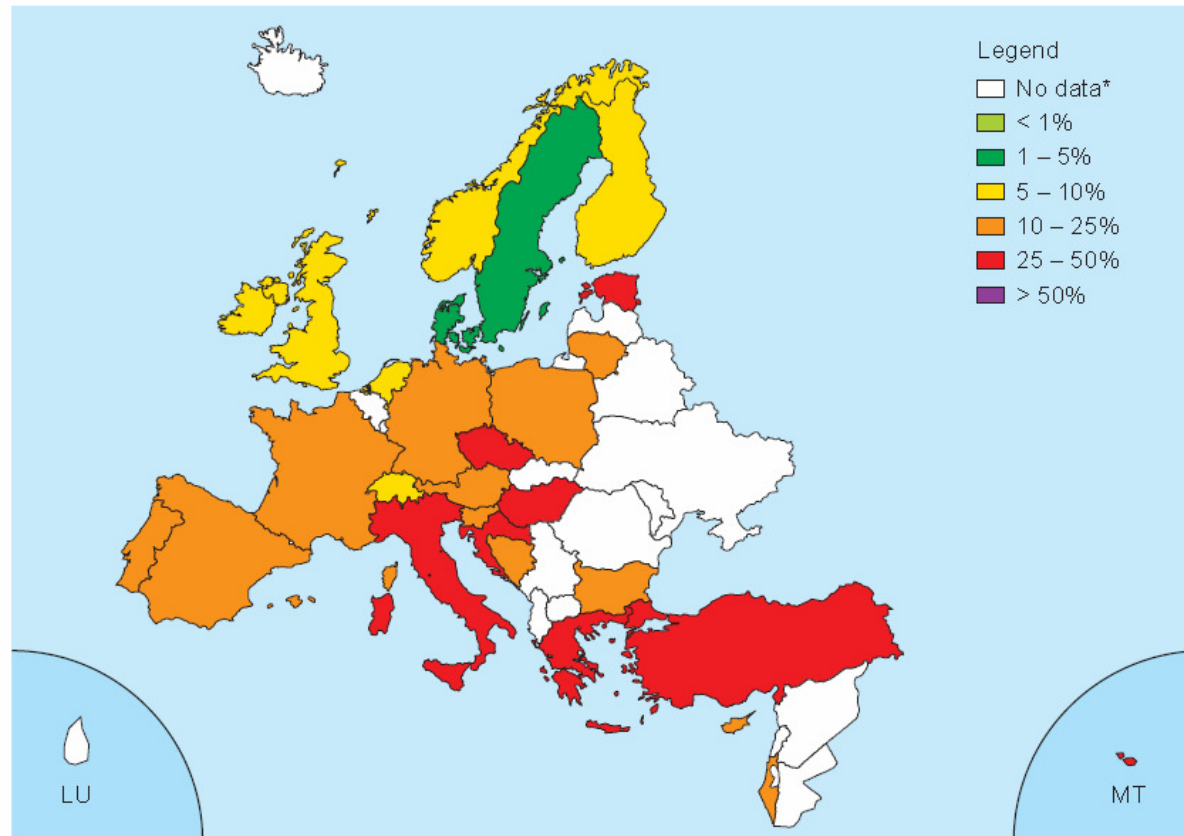 Legend
No data*
< 1%
1 – 5%
5 – 10%
10 – 25%
25 – 50%
> 50%
LU
MT